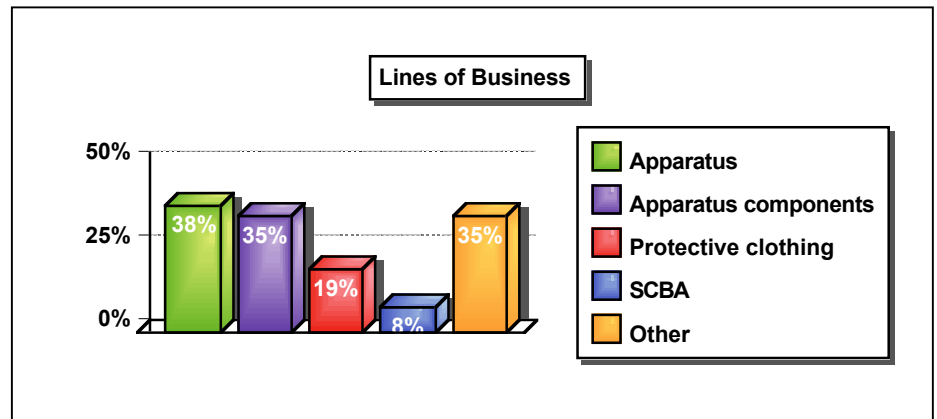 Lines of Business
50%
25%
0%
38%
35%
19%
8%
35%
Apparatus
Apparatus components
Protective clothing
SCBA
Other